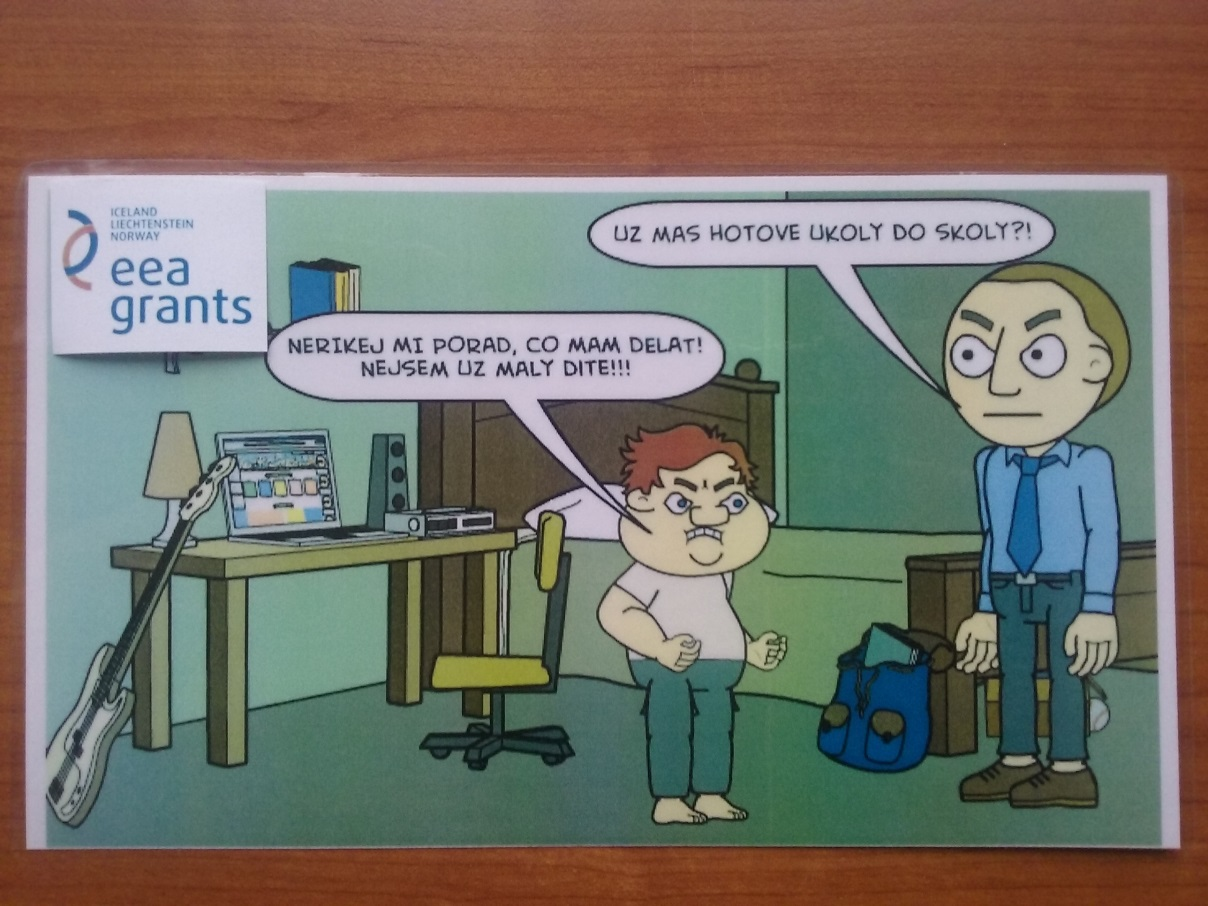 ICELAND
LIECHTENSTEIN
NORWAY
eea
grants
UZ MAS HOTOVE UKOLY DO SKOLY?!
NERIKEJ MI PORAD, CO MAM DELAT!
NEJSEM UZ MALY DITE!!!